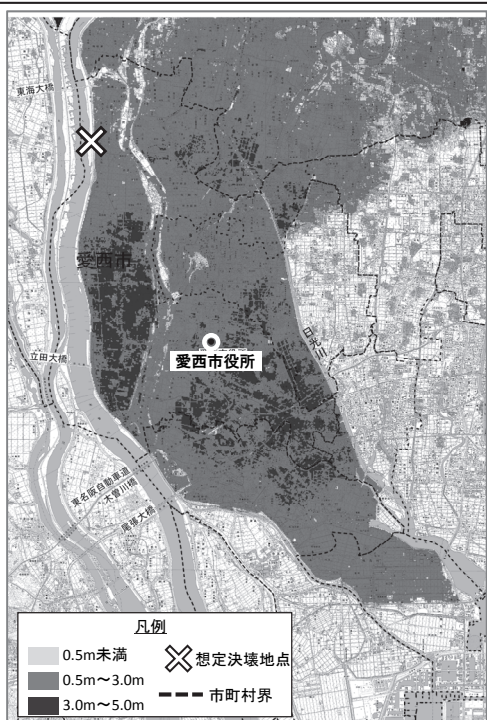 東海大橋
愛西市
愛西市役所
日光川
立田大橋
東名阪自動車道
木曽川橋
尾張大橋
凡例
0.5m未満
想定決壊地点
0.5m～3.0m
市町村界
3.0m～5.0m